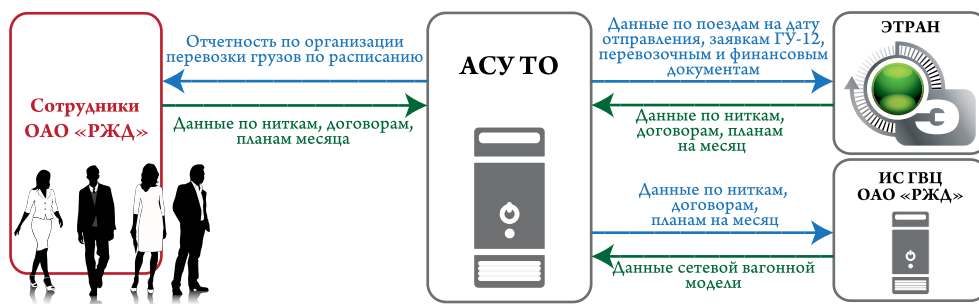 Сотрудники
ОАО «РЖД»
Отчетность по организации
перевозки грузов по расписанию
Данные по ниткам, договорам,
планам месяца
АСУ ТО
Данные по поездам на дату
отправления, заявкам ГУ-12,
перевозочным и финансовым
документам
Данные по ниткам,
договорам, планам
на месяц
ЭТРАН
Э
Данные по ниткам,
договорам,
планам на месяц
Данные сетевой вагонной
модели
ИС ГВЦ
ОАО «РЖД»